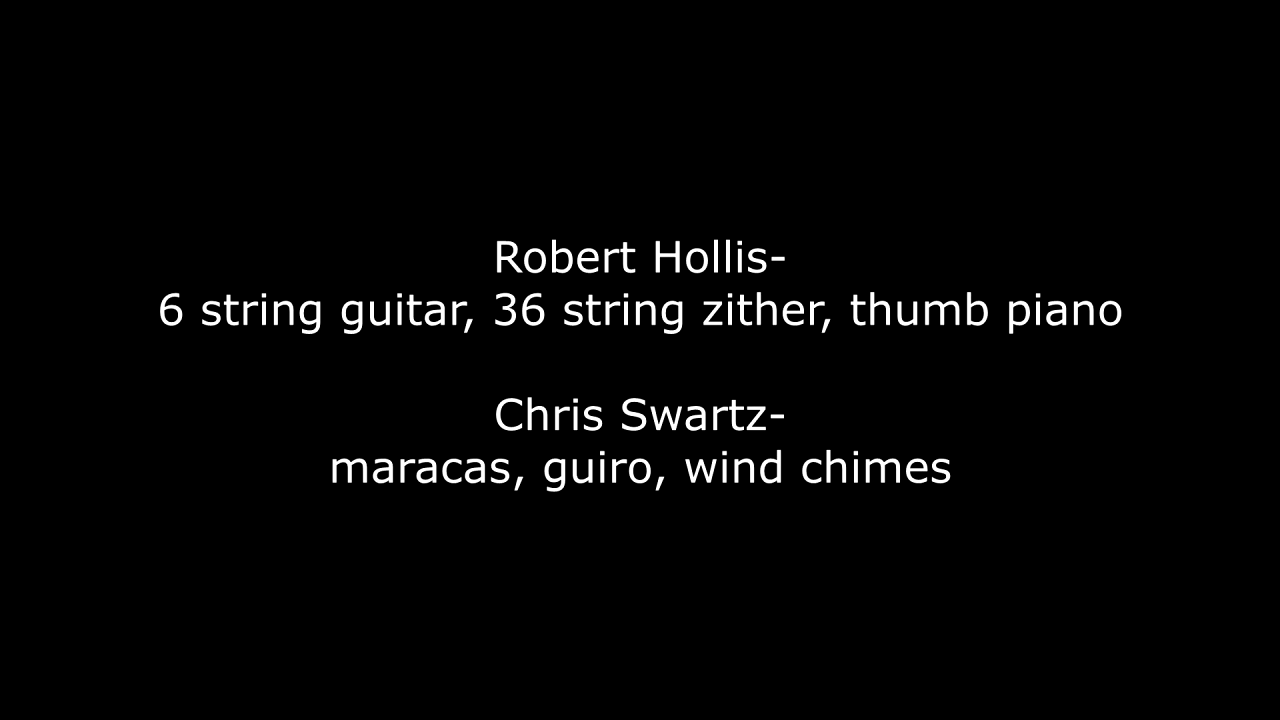 Robert Hollis-
6 string guitar, 36 string zither, thumb piano
Chris Swartz-
maracas, guiro, wind chimes